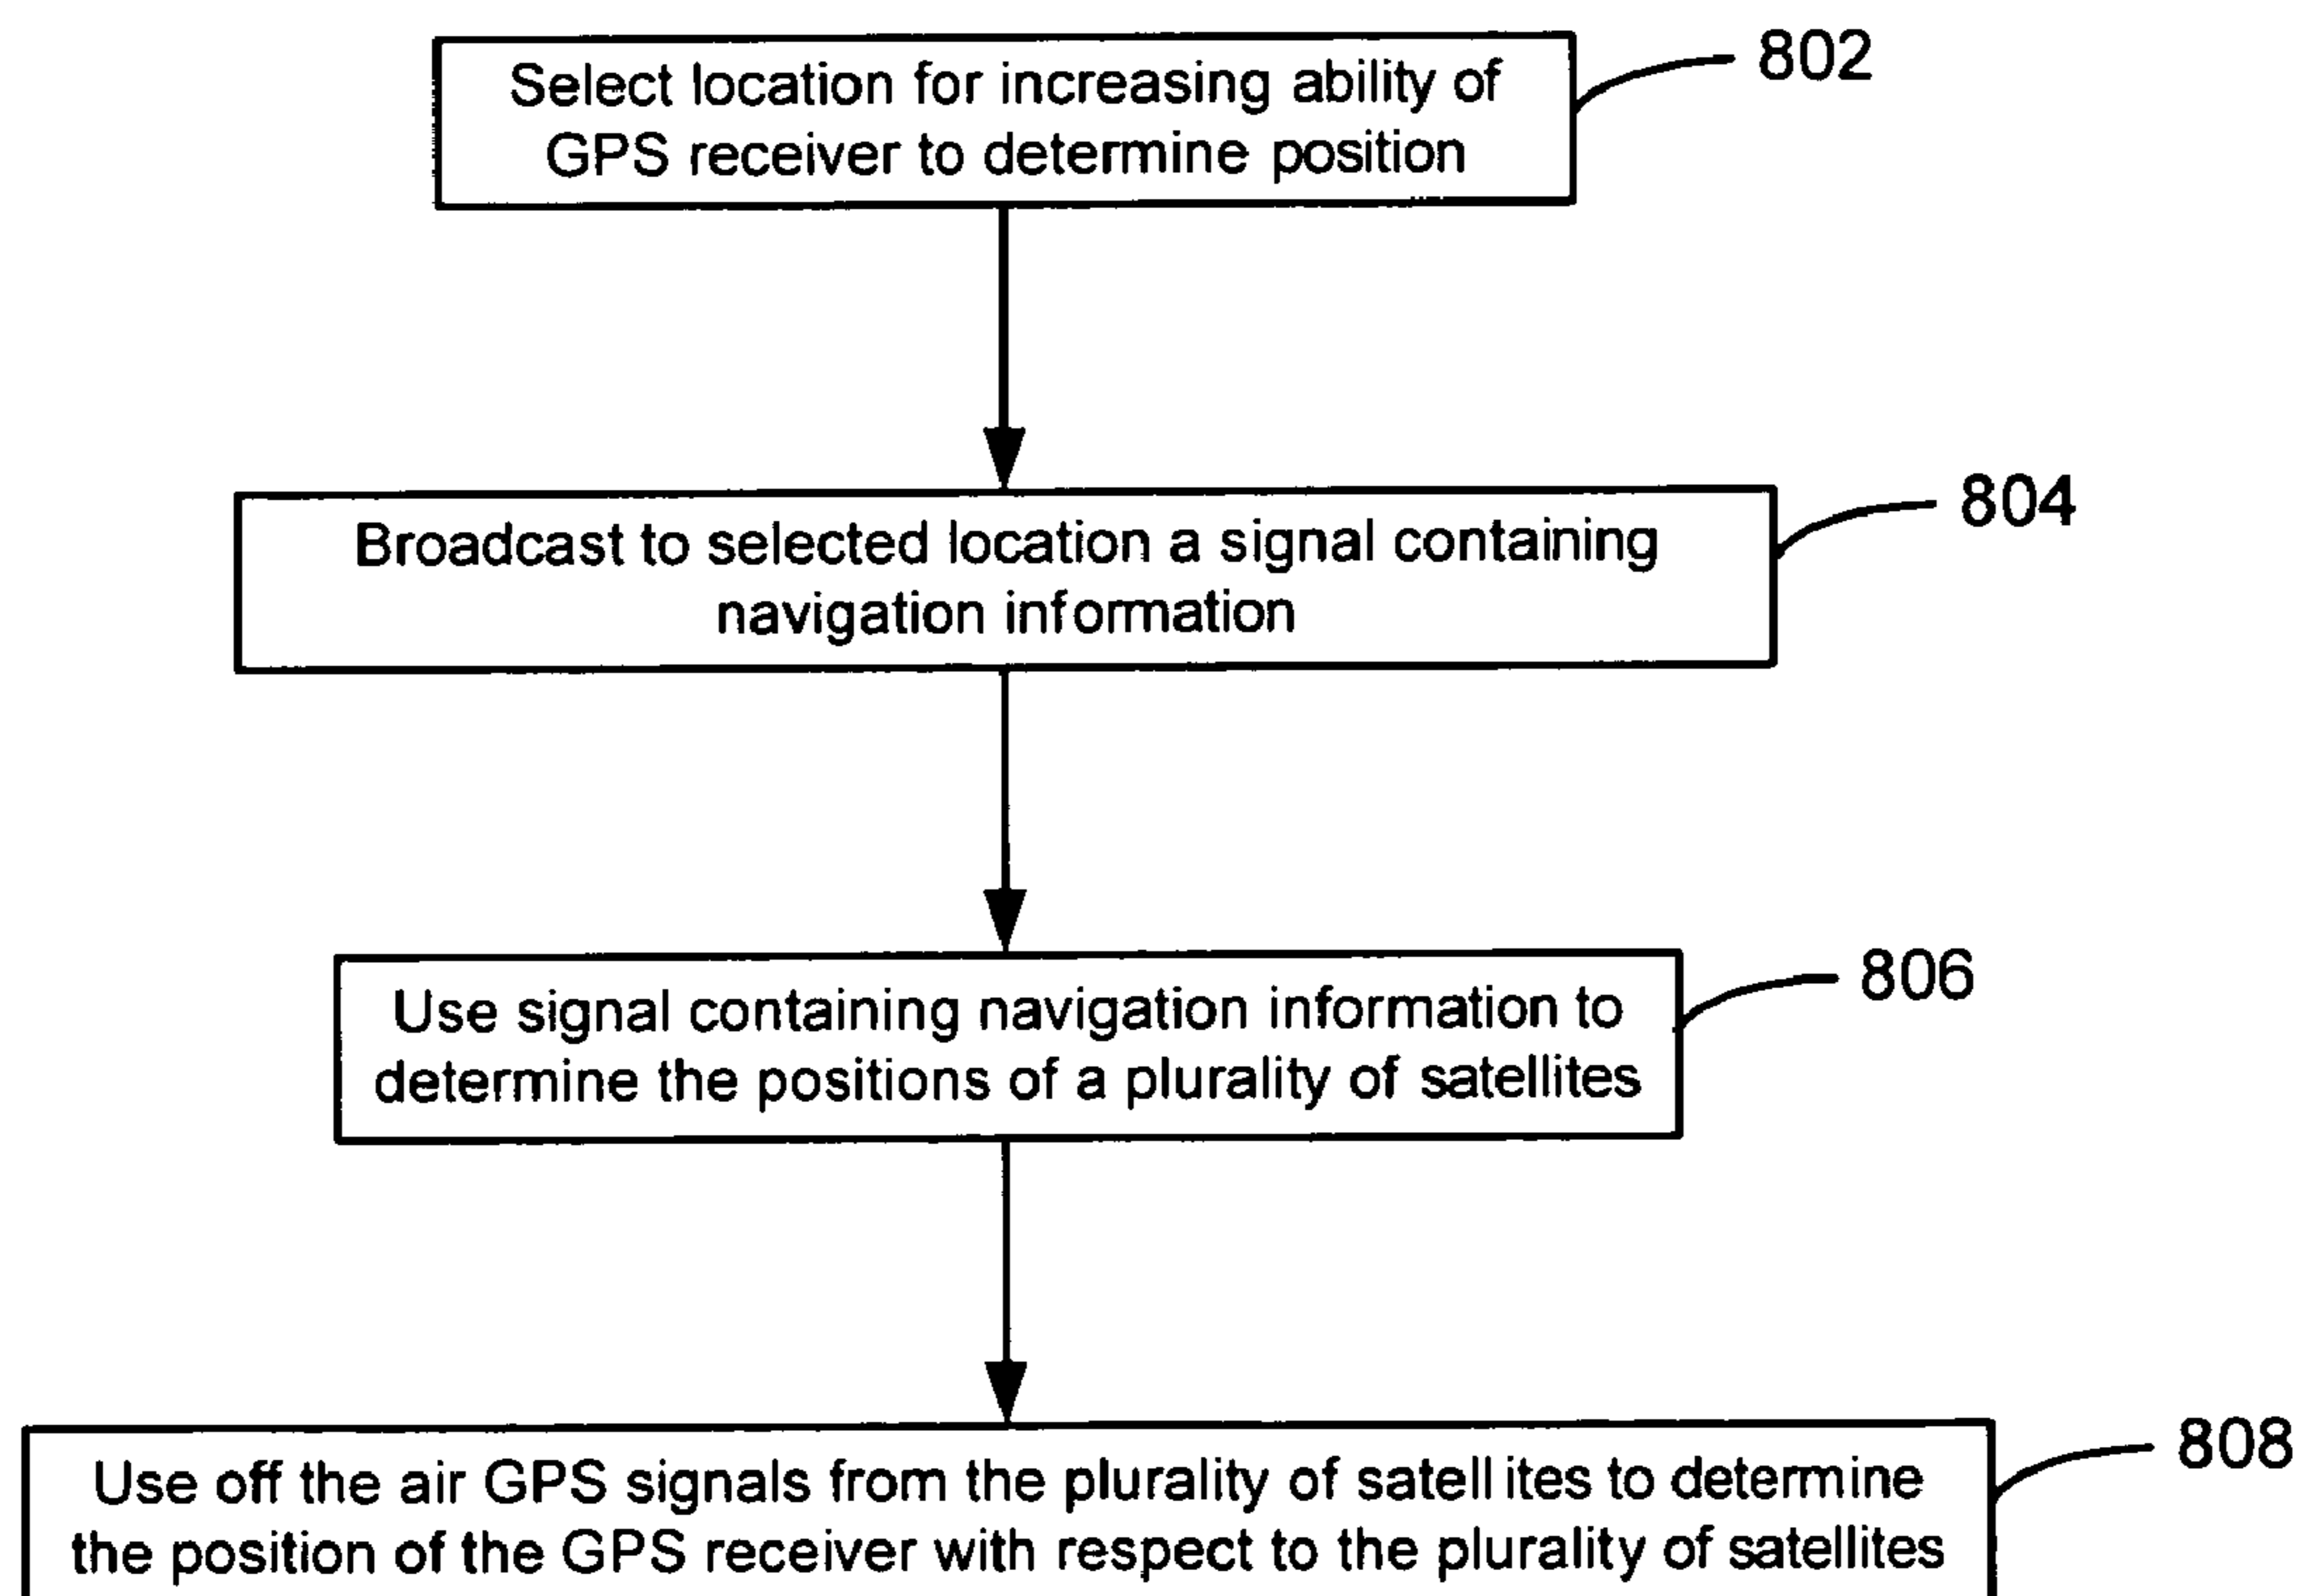 Select location for increasing ability of
GPS receiver to determine position
802
Broadcast to selected location a signal containing
navigation information
804
Use signal containing navigation information to
determine the positions of a plurality of satellites
806
Use off the air GPS signals from the plurality of satellites to determine
the position of the GPS receiver with respect to the plurality of satellites
808